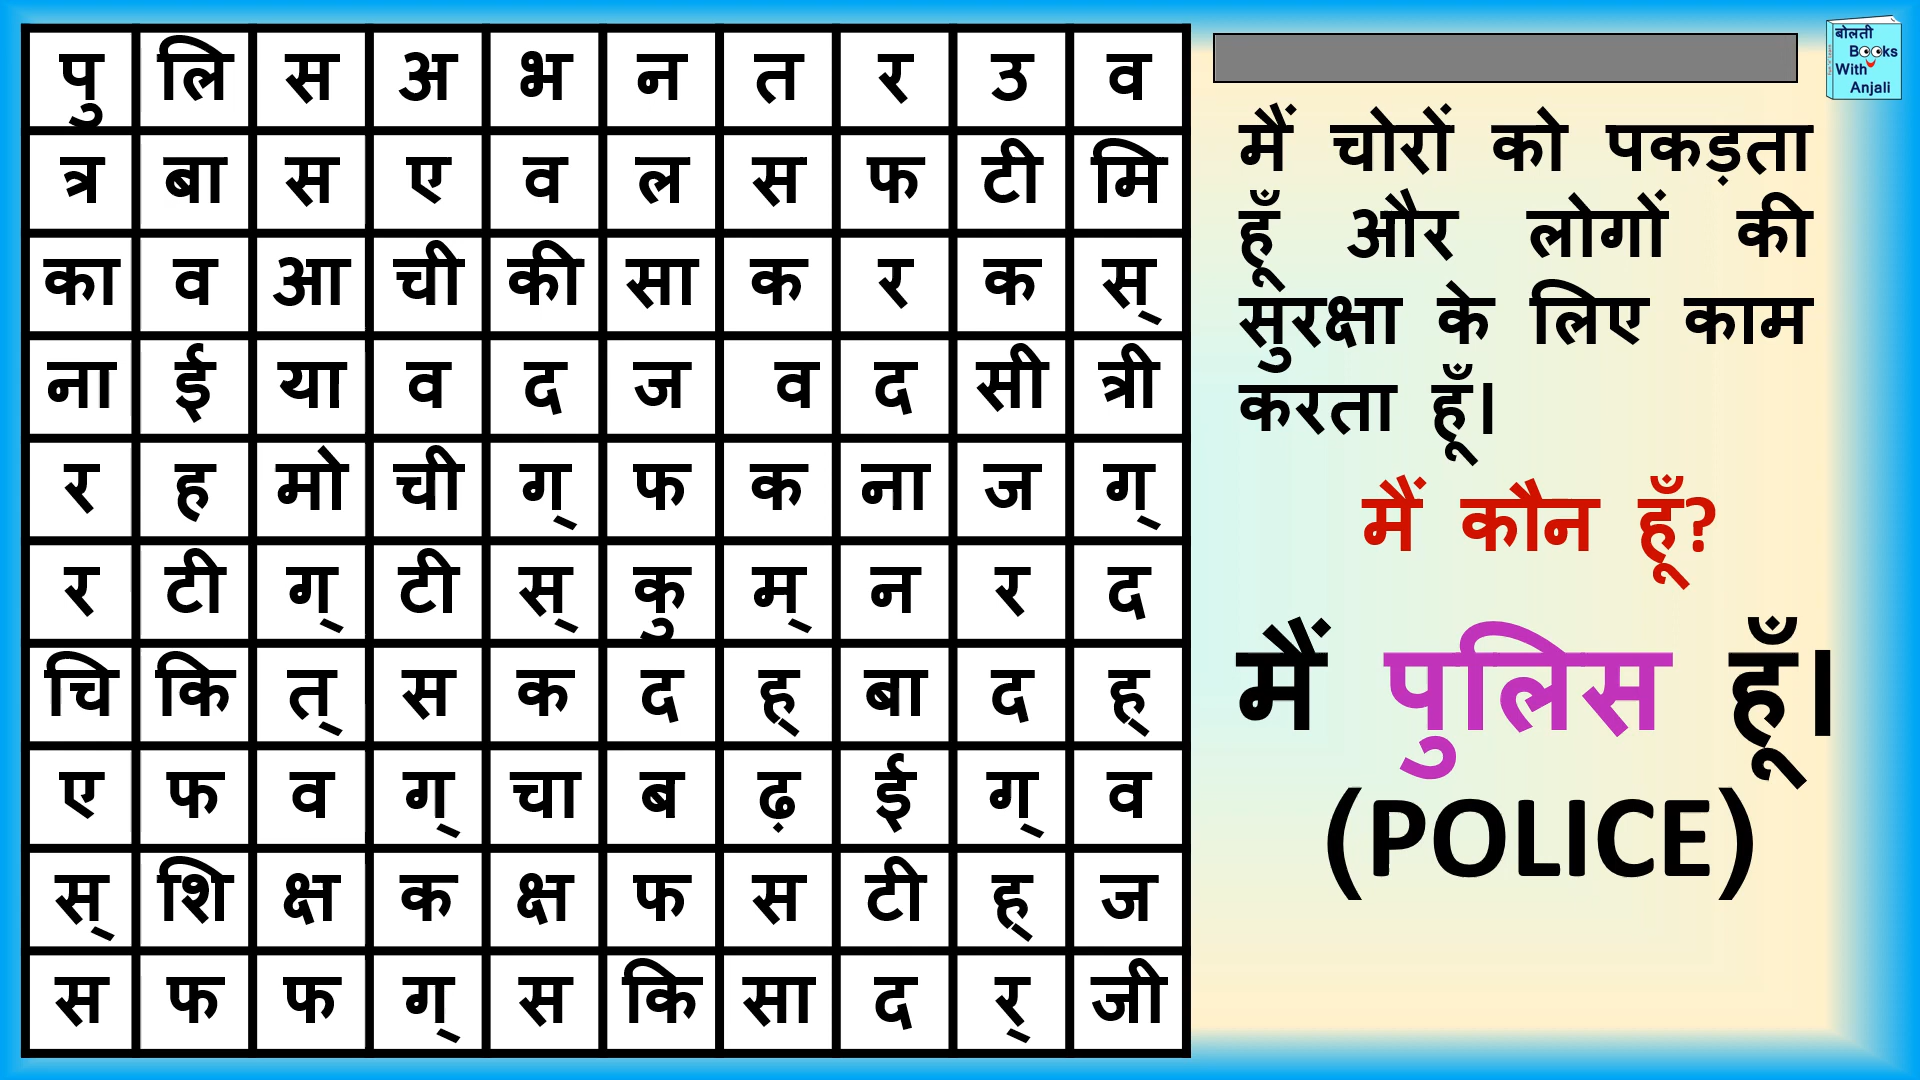 पु लि स अ भ न त र उ व
त्र बा स ए व ल स फ टी मि
का व आ ची की सा क र क स्
ना ई या व द ज व द सी त्री
र ह मो ची ग् फ क ना ज ग्
र टी ग् टी स् कु म् न र द
चि कि त् स क द ह् बा द ह्
ए फ व ग् चा ब ढ़ ई ग् व
स् शि क्ष क क्ष फ स टी ह् ज
स फ फ ग् स कि सा द र् जी
बोलती
Books
With
Anjali
मैं चोरों को पकड़ता
हूँ और लोगों की
सुरक्षा के लिए काम
करता हूँ।
मैं कौन हूँ?
मैं पुलिस हूँ।
(POLICE)